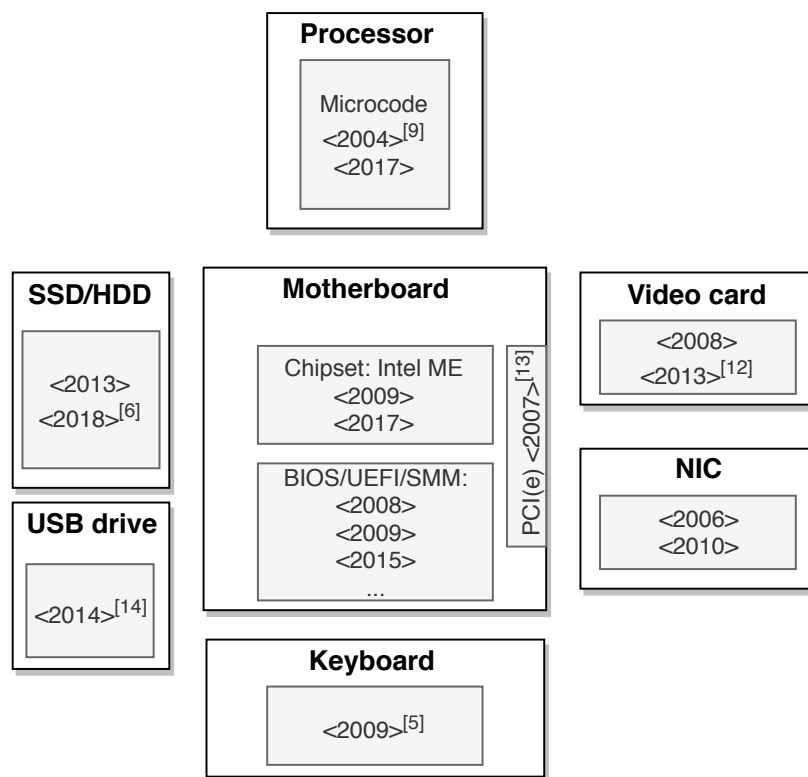 Processor
Microcode
<2004>[9]
<2017>
SSD/HDD
<2013>
<2018>[6]
Motherboard
Chipset: Intel ME
<2009>
<2017>
PCI(e) <2007>[13]
BIOS/UEFI/SMM:
<2008>
<2009>
<2015>
...
Video card
<2008>
<2013>[12]
NIC
<2006>
<2010>
USB drive
<2014>[14]
Keyboard
<2009>[5]